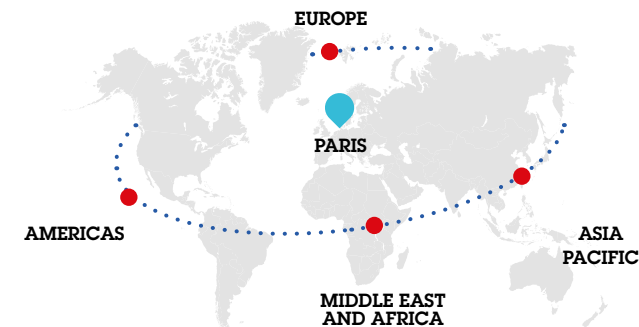 EUROPE
PARIS
AMERICAS
ASIA
PACIFIC
MIDDLE EAST
AND AFRICA